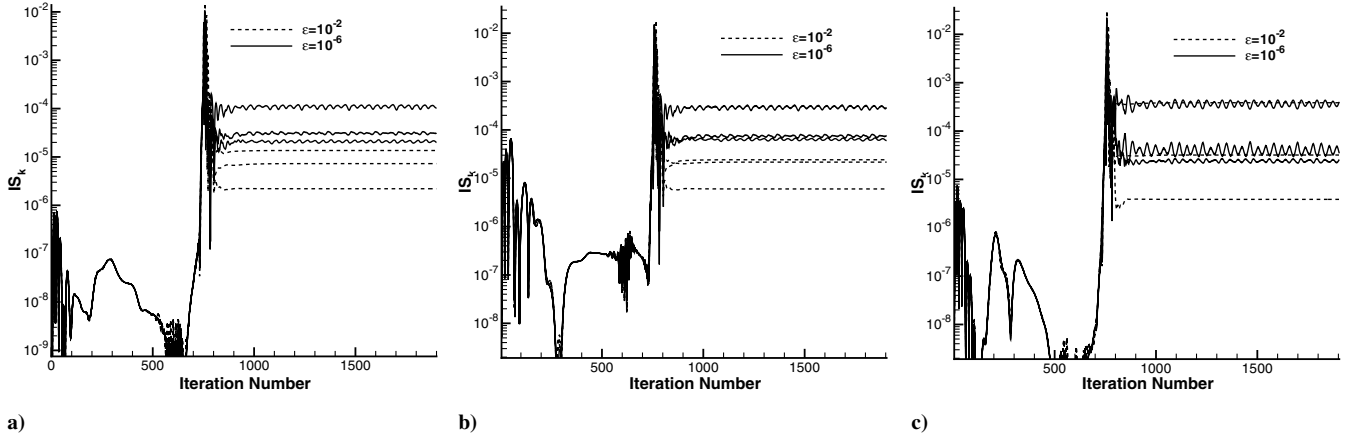 10⁻²
10⁻³
10⁻⁴
10⁻⁵
10⁻⁶
10⁻⁷
10⁻⁸
10⁻⁹
IS_k
0
500
1000
1500
Iteration Number
ε=10⁻²
ε=10⁻⁶
a)
10⁻²
10⁻³
10⁻⁴
10⁻⁵
10⁻⁶
10⁻⁷
10⁻⁸
IS_k
500
1000
1500
Iteration Number
ε=10⁻²
ε=10⁻⁶
b)
10⁻²
10⁻³
10⁻⁴
10⁻⁵
10⁻⁶
10⁻⁷
10⁻⁸
IS_k
500
1000
1500
Iteration Number
ε=10⁻²
ε=10⁻⁶
c)